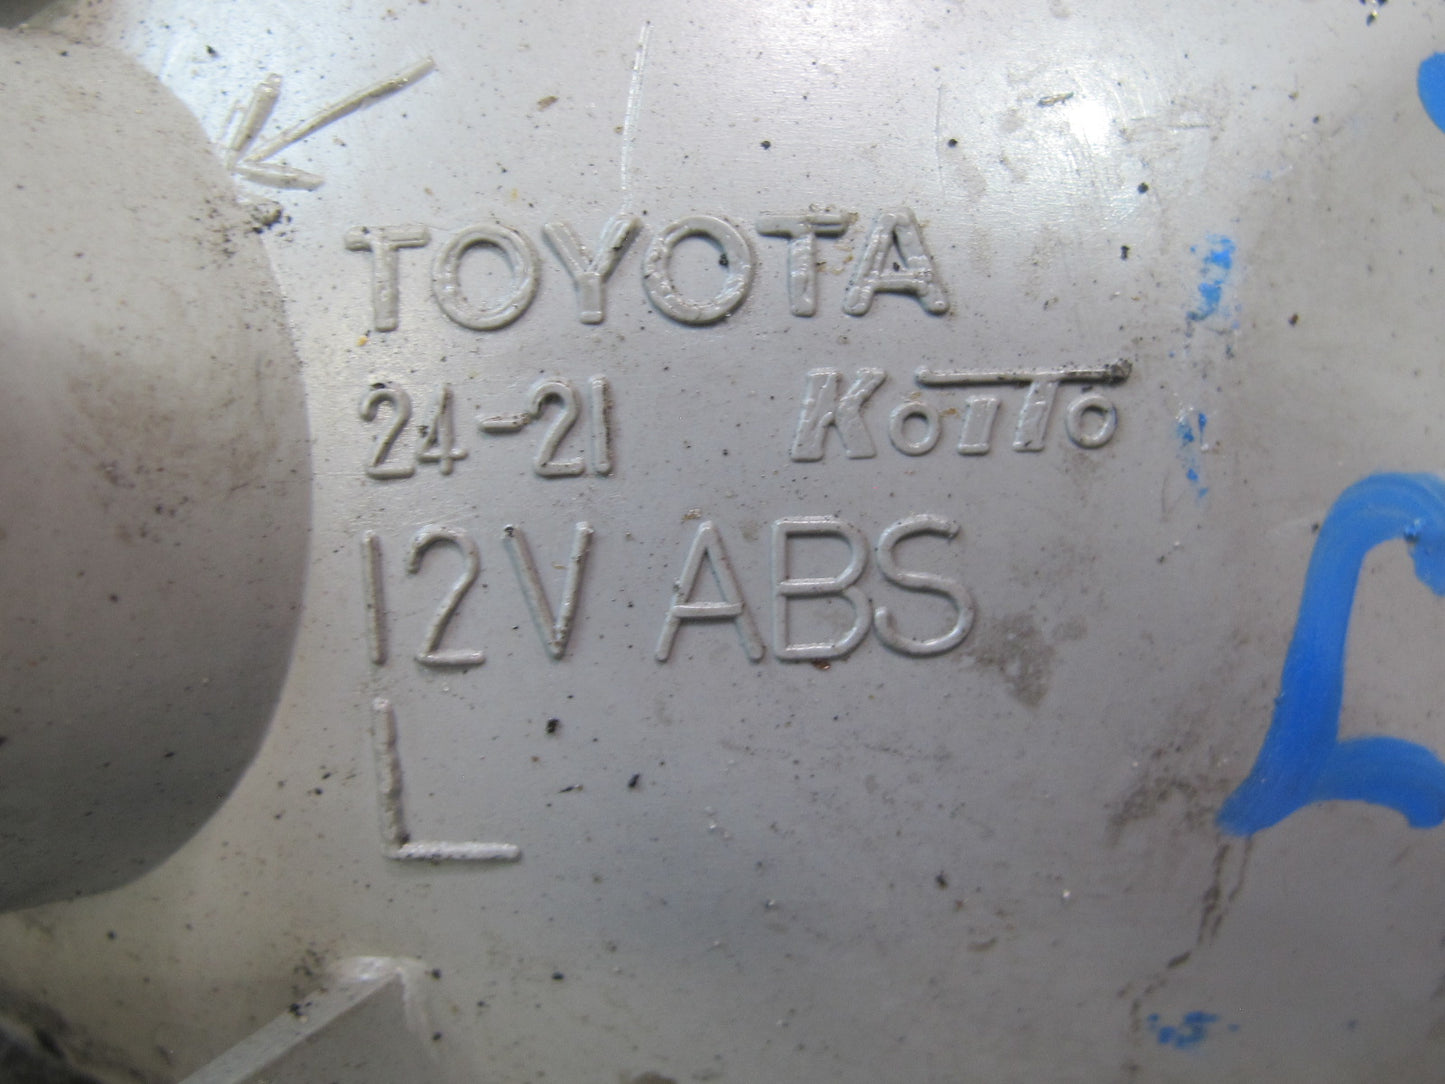 TOYOTA
24-21 KOITO
12V ABS
L